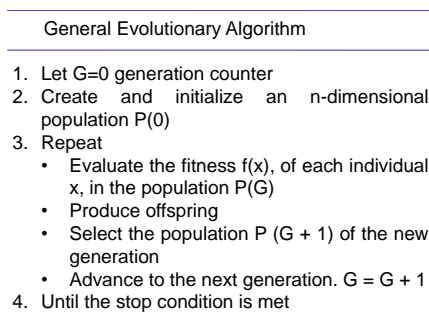 General Evolutionary Algorithm
1. Let G=0 generation counter
2. Create and initialize an n-dimensional
population P(0)
3. Repeat
• Evaluate the fitness f(x), of each individual
x, in the population P(G)
• Produce offspring
• Select the population P (G + 1) of the new
generation
• Advance to the next generation. G = G + 1
4. Until the stop condition is met